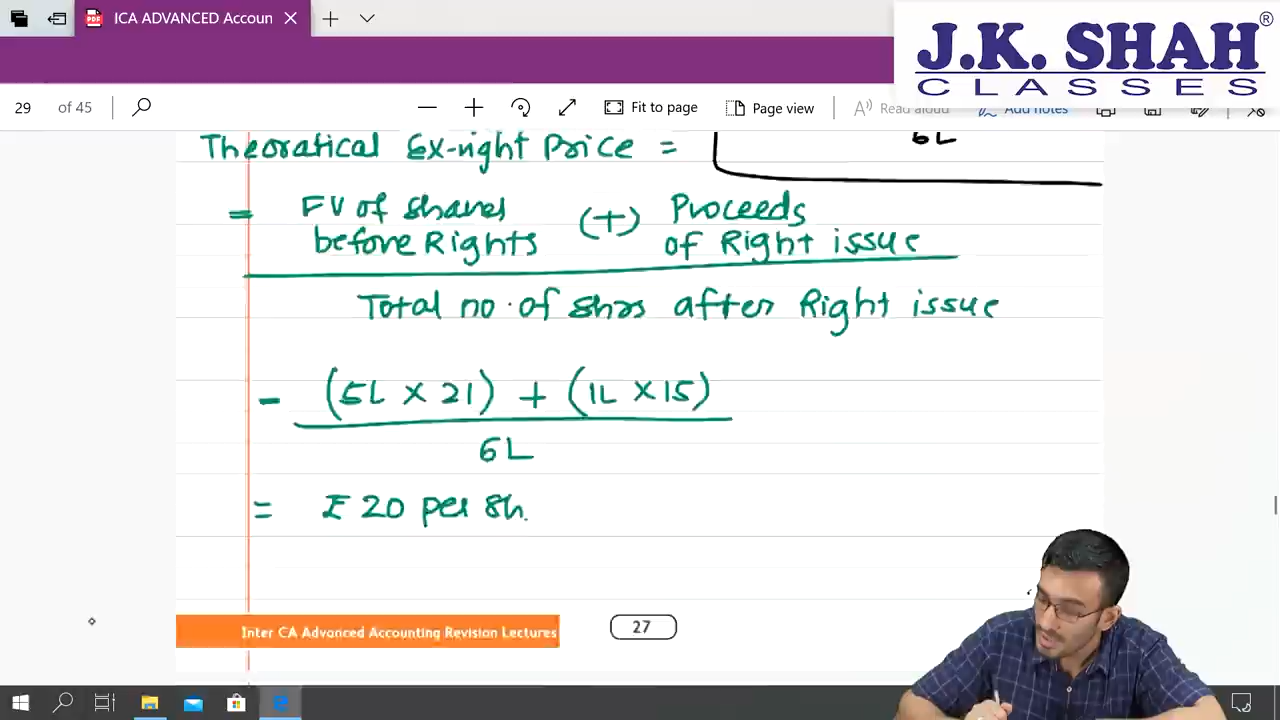 ICA ADVANCED Accoun
J.K. SHAH®
CLASSES
29 of 45
Fit to page
Page view
Read aloud
Add notes
6L
Theoratical Ex-right Price =
= FV of shares (+) Proceeds
before Rights of Right issue
Total no. of shrs after Right issue
= (5L X 21) + (1L X 15)
6L
= ₹ 20 per sh.
Inter CA Advanced Accounting Revision Lectures
27